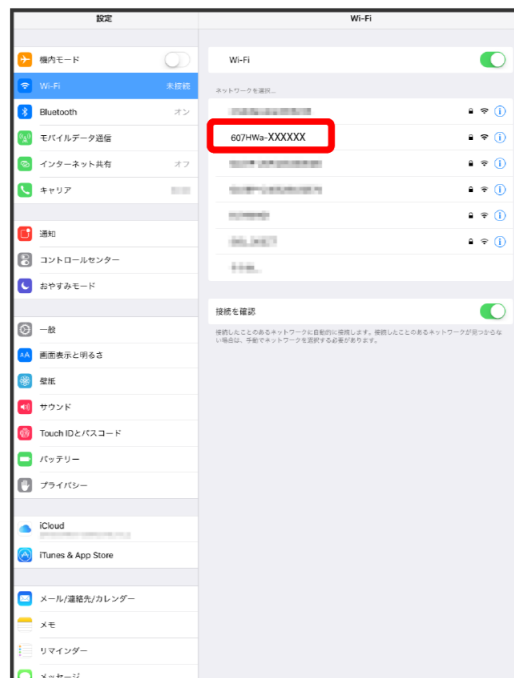 設定
Wi-Fi
機内モード
Wi-Fi 未接続
Bluetooth オン
モバイルデータ通信
インターネット共有 オフ
キャリア
通知
コントロールセンター
おやすみモード
一般
画面表示と明るさ
壁紙
サウンド
Touch IDとパスコード
バッテリー
プライバシー
iCloud
iTunes & App Store
メール/連絡先/カレンダー
メモ
リマインダー
メッセージ
Wi-Fi
ネットワークを選択...
607HWa-XXXXXX
接続を確認
接続したことのあるネットワークに自動的に接続します。接続したことのあるネットワークが見つからな
い場合は、手動でネットワークを選択する必要があります。